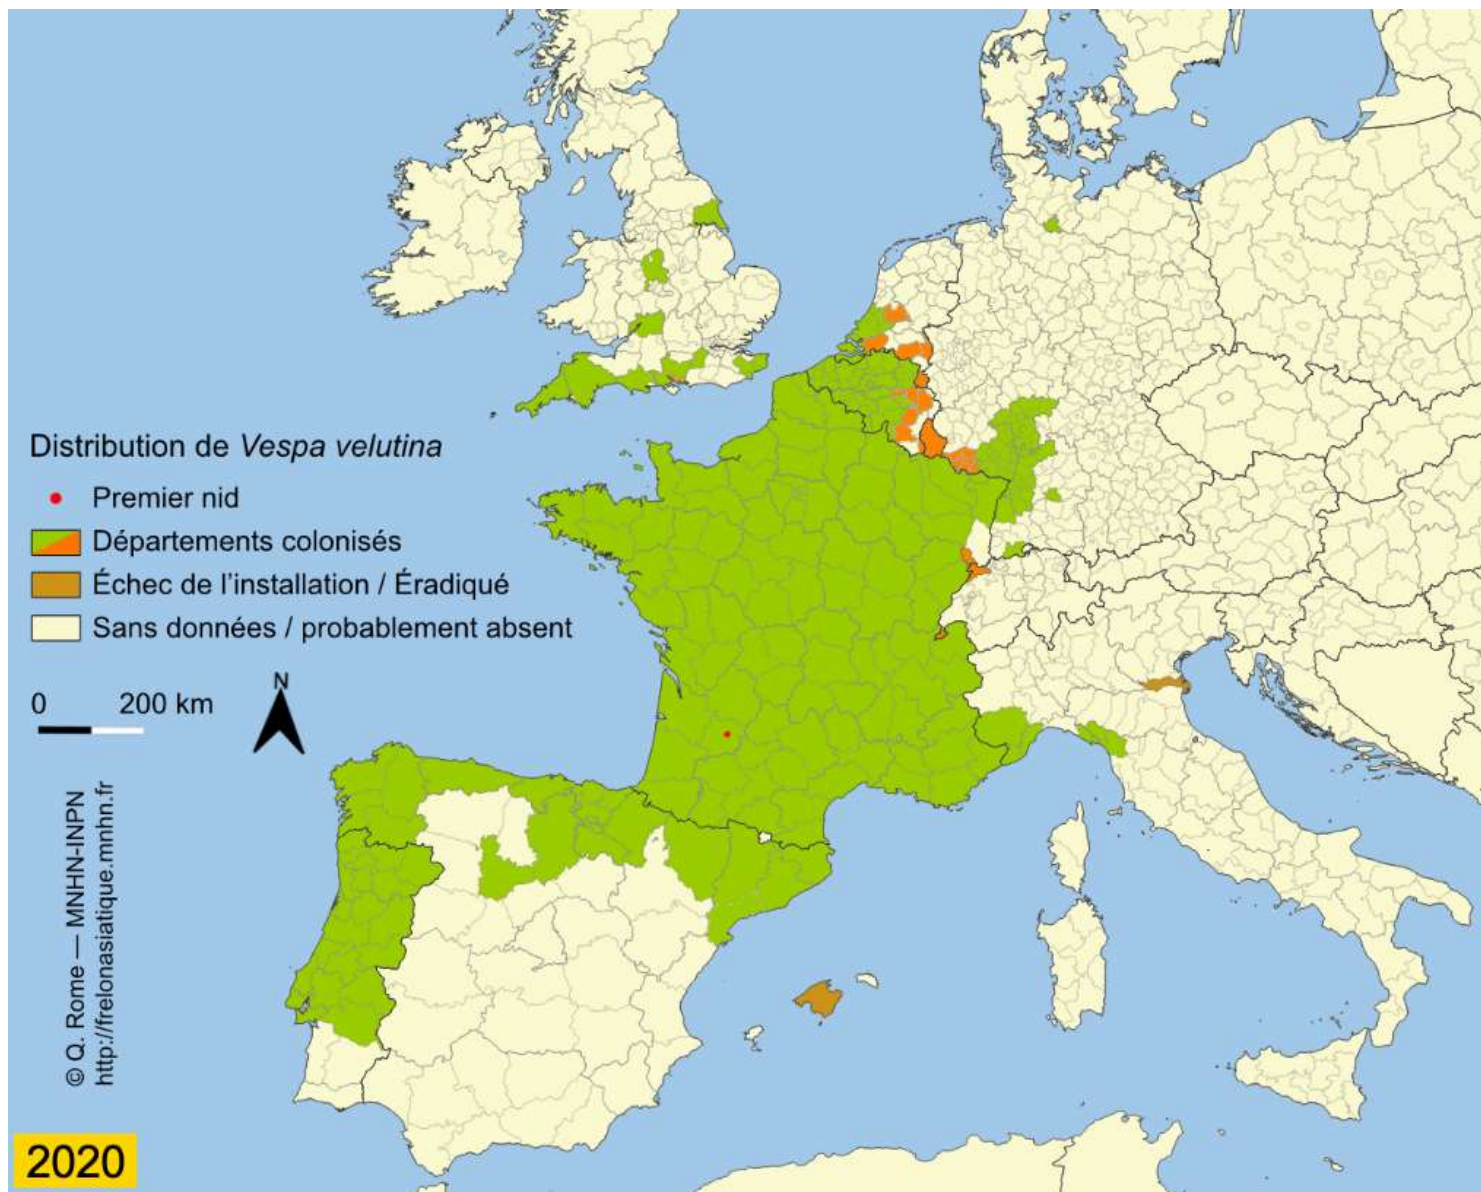 Distribution de Vespa velutina
Premier nid
Départements colonisés
Échec de l'installation / Éradiqué
Sans données / probablement absent
N
0 200 km
© Q. Rome — MNHN-INPN
http://frelonasiatique.mnhn.fr
2020